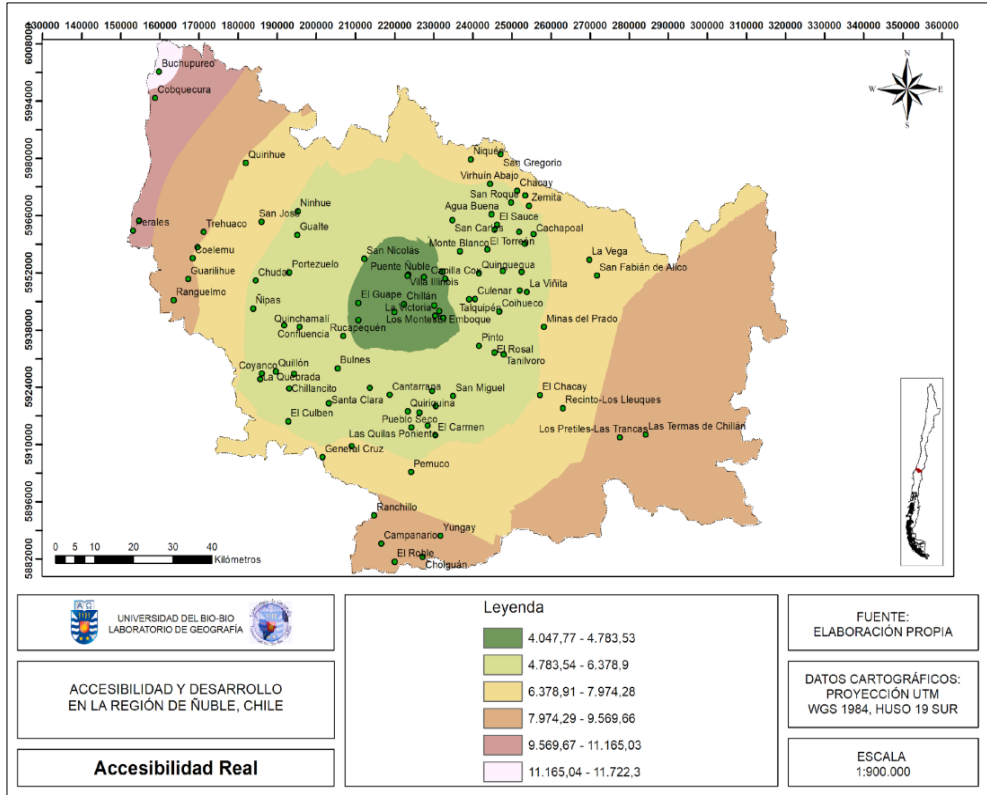 130000 140000 150000 160000 170000 180000 190000 200000 210000 220000 230000 240000 250000 260000 270000 280000 290000 300000 310000 320000 330000 340000 350000 360000
6008000
5994000
5980000
5966000
5952000
5938000
5924000
5910000
5896000
5882000
N
W
E
S
Buchupureo
Cobquecura
Quirihue
Ñiquén
San Gregorio
Virhuín Abajo
Chacay
San Roque
Zemita
Ninhue
Agua Buena
El Sauce
Perales
Trehuaco
San José
Gualte
San Carlos
Cachapoal
Monte Blanco
El Torreón
Coelemu
San Nicolás
La Vega
Guarilihue
Chudal
Portezuelo
Puente Ñuble
Capilla Cox
Quinquegua
San Fabián de Alico
Villa Illinois
Ranguelmo
El Guape
Chillán
Culenar
La Viñita
Ñipas
La Victoria
Talquipén
Coihueco
Quinchamalí
Los Montes
El Emboque
Minas del Prado
Confluencia
Rucapequén
Pinto
El Rosal
Tanilvoro
Coyanco
Quillón
Bulnes
La Quebrada
Chillancito
Cantarrana
San Miguel
El Chacay
Santa Clara
Quiriquina
Recinto-Los Lleuques
El Culben
Pueblo Seco
El Carmen
Los Pretiles-Las Trancas
Las Termas de Chillán
Las Quilas Poniente
General Cruz
Pemuco
Ranchillo
Campanario
Yungay
El Roble
Cholguán
0 5 10 20 30 40
Kilómetros
UNIVERSIDAD DEL BIO-BIO
LABORATORIO DE GEOGRAFÍA
ACCESIBILIDAD Y DESARROLLO
EN LA REGIÓN DE ÑUBLE, CHILE
Accesibilidad Real
Leyenda
4.047,77 - 4.783,53
4.783,54 - 6.378,9
6.378,91 - 7.974,28
7.974,29 - 9.569,66
9.569,67 - 11.165,03
11.165,04 - 11.722,3
FUENTE:
ELABORACIÓN PROPIA
DATOS CARTOGRÁFICOS:
PROYECCIÓN UTM
WGS 1984, HUSO 19 SUR
ESCALA
1:900.000